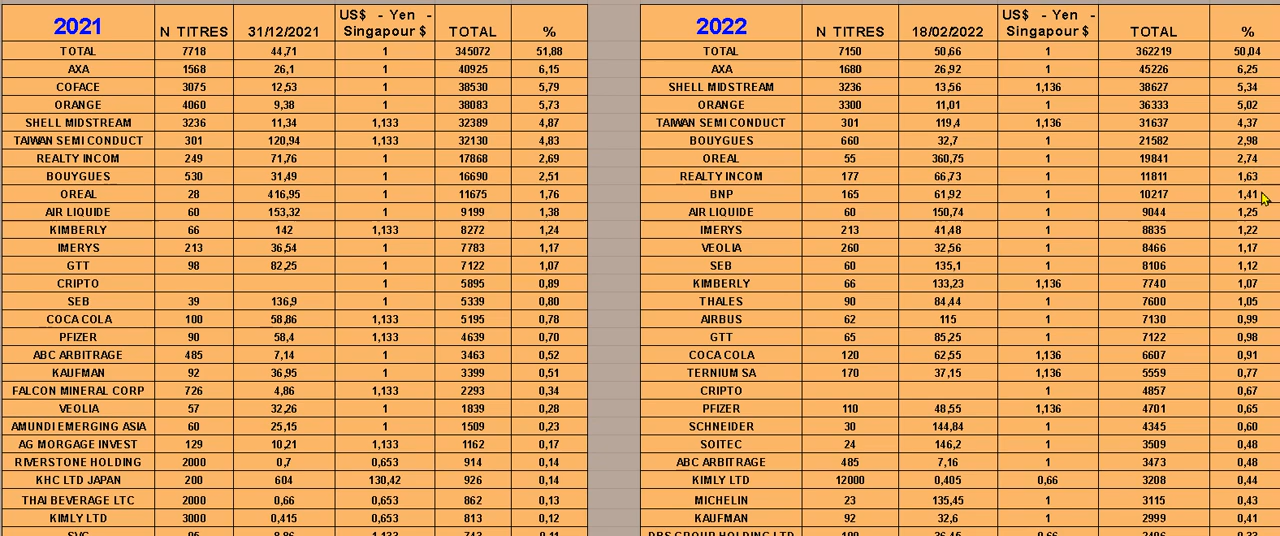 2021 N TITRES 31/12/2021 US$ - Yen - Singapour $ TOTAL %
TOTAL 7718 44,71 1 345072 51,88
AXA 1568 26,1 1 40925 6,15
COFACE 3075 12,53 1 38530 5,79
ORANGE 4060 9,38 1 38083 5,73
SHELL MIDSTREAM 3236 11,34 1,133 32389 4,87
TAIWAN SEMI CONDUCT 301 120,94 1,133 32130 4,83
REALTY INCOM 249 71,76 1 17868 2,69
BOUYGUES 530 31,49 1 16690 2,51
OREAL 28 416,95 1 11675 1,76
AIR LIQUIDE 60 153,32 1 9199 1,38
KIMBERLY 66 142 1,133 8272 1,24
IMERYS 213 36,54 1 7783 1,17
GTT 98 82,25 1 7122 1,07
CRIPTO 1 5895 0,89
SEB 39 136,9 1 5339 0,80
COCA COLA 100 58,86 1,133 5195 0,78
PFIZER 90 58,4 1,133 4639 0,70
ABC ARBITRAGE 485 7,14 1 3463 0,52
KAUFMAN 92 36,95 1 3399 0,51
FALCON MINERAL CORP 726 4,86 1,133 2293 0,34
VEOLIA 57 32,26 1 1839 0,28
AMUNDI EMERGING ASIA 60 25,15 1 1509 0,23
AG MORGAGE INVEST 129 10,21 1,133 1162 0,17
RIVERSTONE HOLDING 2000 0,7 0,653 914 0,14
KHC LTD JAPAN 200 604 130,42 926 0,14
THAI BEVERAGE LTC 2000 0,66 0,653 862 0,13
KIMLY LTD 3000 0,415 0,653 813 0,12
2022 N TITRES 18/02/2022 US$ - Yen - Singapour $ TOTAL %
TOTAL 7150 50,66 1 362219 50,04
AXA 1680 26,92 1 45226 6,25
SHELL MIDSTREAM 3236 13,56 1,136 38627 5,34
ORANGE 3300 11,01 1 36333 5,02
TAIWAN SEMI CONDUCT 301 119,4 1,136 31637 4,37
BOUYGUES 660 32,7 1 21582 2,98
OREAL 55 360,75 1 19841 2,74
REALTY INCOM 177 66,73 1 11811 1,63
BNP 165 61,92 1 10217 1,41
AIR LIQUIDE 60 150,74 1 9044 1,25
IMERYS 213 41,48 1 8835 1,22
VEOLIA 260 32,56 1 8466 1,17
SEB 60 135,1 1 8106 1,12
KIMBERLY 66 133,23 1,136 7740 1,07
THALES 90 84,44 1 7600 1,05
AIRBUS 62 115 1 7130 0,99
GTT 65 85,25 1 7122 0,98
COCA COLA 120 62,55 1,136 6607 0,91
TERNIUM SA 170 37,15 1,136 5559 0,77
CRIPTO 1 4857 0,67
PFIZER 110 48,55 1,136 4701 0,65
SCHNEIDER 30 144,84 1 4345 0,60
SOITEC 24 146,2 1 3509 0,48
ABC ARBITRAGE 485 7,16 1 3473 0,48
KIMLY LTD 12000 0,405 0,66 3208 0,44
MICHELIN 23 135,45 1 3115 0,43
KAUFMAN 92 32,6 1 2999 0,41